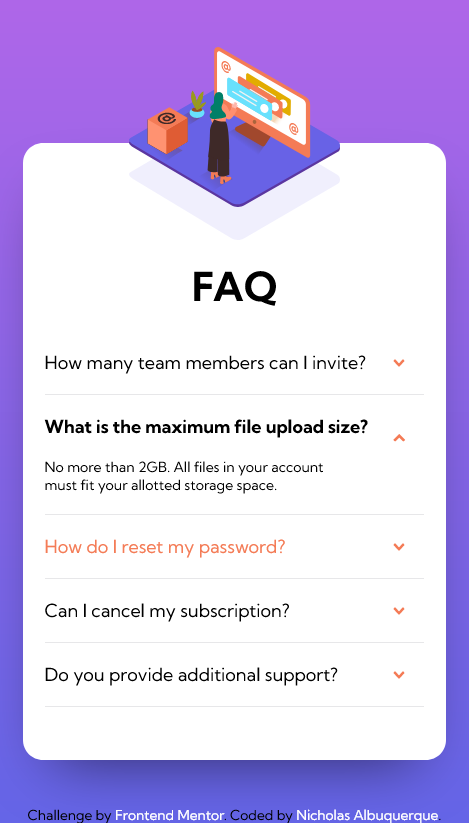 FAQ
How many team members can I invite?
What is the maximum file upload size?
No more than 2GB. All files in your account
must fit your allotted storage space.
How do I reset my password?
Can I cancel my subscription?
Do you provide additional support?
Challenge by Frontend Mentor. Coded by Nicholas Albuquerque.